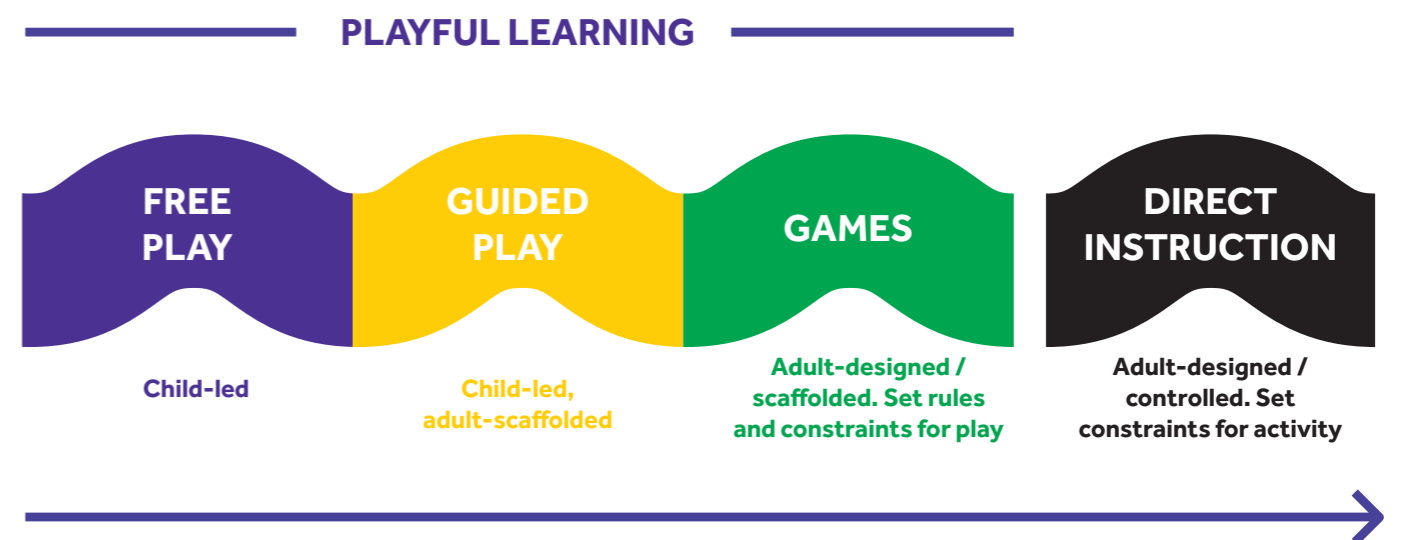 PLAYFUL LEARNING
FREE
PLAY
GUIDED
PLAY
GAMES
DIRECT
INSTRUCTION
Child-led
Child-led,
adult-scaffolded
Adult-designed /
scaffolded. Set rules
and constraints for play
Adult-designed /
controlled. Set
constraints for activity